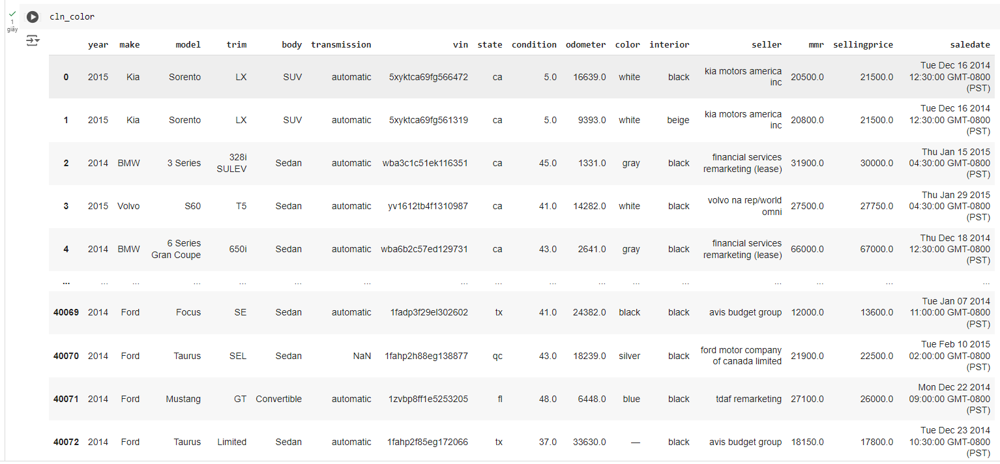 cln_color
1
giây
year make model trim body transmission vin state condition odometer color interior seller mmr sellingprice saledate
0 2015 Kia Sorento LX SUV automatic 5xyktca69fg566472 ca 5.0 16639.0 white black kia motors america inc 20500.0 21500.0 Tue Dec 16 2014 12:30:00 GMT-0800 (PST)
1 2015 Kia Sorento LX SUV automatic 5xyktca69fg561319 ca 5.0 9393.0 white beige kia motors america inc 20800.0 21500.0 Tue Dec 16 2014 12:30:00 GMT-0800 (PST)
2 2014 BMW 3 Series 328i SULEV Sedan automatic wba3c1c51ek116351 ca 45.0 1331.0 gray black financial services remarketing (lease) 31900.0 30000.0 Thu Jan 15 2015 04:30:00 GMT-0800 (PST)
3 2015 Volvo S60 T5 Sedan automatic yv1612tb4f1310987 ca 41.0 14282.0 white black volvo na rep/world omni 27500.0 27750.0 Thu Jan 29 2015 04:30:00 GMT-0800 (PST)
4 2014 BMW 6 Series Gran Coupe 650i Sedan automatic wba6b2c57ed129731 ca 43.0 2641.0 gray black financial services remarketing (lease) 66000.0 67000.0 Thu Dec 18 2014 12:30:00 GMT-0800 (PST)
... ... ... ... ... ... ... ... ... ... ... ... ... ... ... ... ...
40069 2014 Ford Focus SE Sedan automatic 1fadp3f29el302602 tx 41.0 24382.0 black black avis budget group 12000.0 13600.0 Tue Jan 07 2014 11:00:00 GMT-0800 (PST)
40070 2014 Ford Taurus SEL Sedan NaN 1fahp2h88eg138877 qc 43.0 18239.0 silver black ford motor company of canada limited 21900.0 22500.0 Tue Feb 10 2015 02:00:00 GMT-0800 (PST)
40071 2014 Ford Mustang GT Convertible automatic 1zvbp8ff1e5253205 fl 48.0 6448.0 blue black tdaf remarketing 27100.0 26000.0 Mon Dec 22 2014 09:00:00 GMT-0800 (PST)
40072 2014 Ford Taurus Limited Sedan automatic 1fahp2f85eg172066 tx 37.0 33630.0 — black avis budget group 18150.0 17800.0 Tue Dec 23 2014 10:30:00 GMT-0800 (PST)